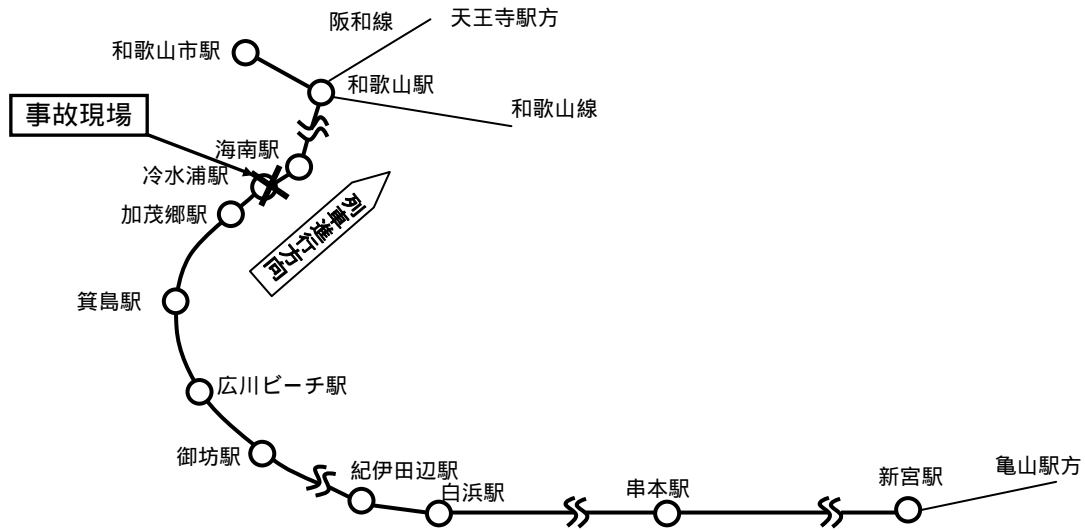 阪和線
天王寺駅方
和歌山市駅
和歌山駅
和歌山線
事故現場
海南駅
冷水浦駅
加茂郷駅
列車進行方向
箕島駅
広川ビーチ駅
御坊駅
紀伊田辺駅
白浜駅
串本駅
新宮駅
亀山駅方